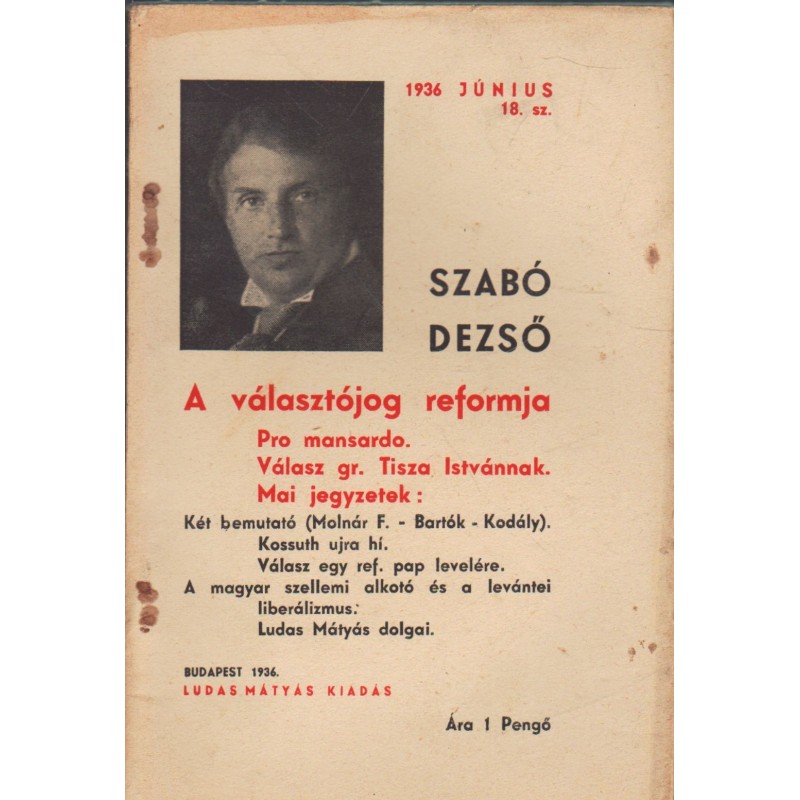 1936 JÚNIUS
18. sz.
SZABÓ
DEZSŐ
A választójog reformja
Pro mansardo.
Válasz gr. Tisza Istvánnak.
Mai jegyzetek:
Két bemutató (Molnár F. - Bartók - Kodály).
Kossuth ujra hí.
Válasz egy ref. pap levelére.
A magyar szellemi alkotó és a levántei
liberálizmus.
Ludas Mátyás dolgai.
BUDAPEST 1936.
LUDAS MÁTYÁS KIADÁS
Ára 1 Pengő